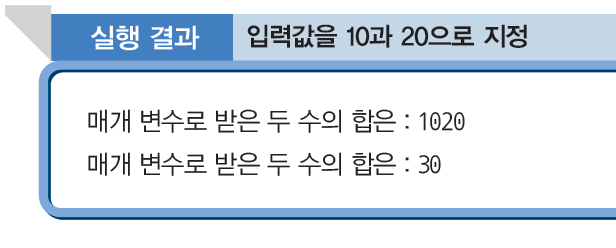 실행 결과 입력값을 10과 20으로 지정
매개 변수로 받은 두 수의 합은 : 1020
매개 변수로 받은 두 수의 합은 : 30